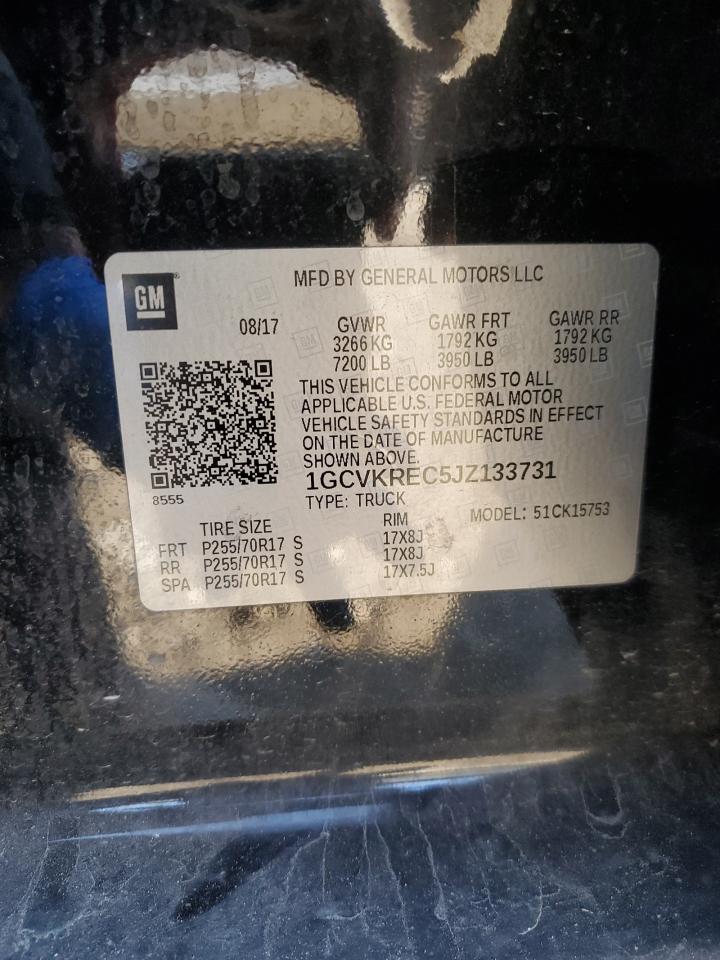 GM®
MFD BY GENERAL MOTORS LLC
08/17
GVWR GAWR FRT GAWR RR
3266 KG 1792 KG 1792 KG
7200 LB 3950 LB 3950 LB
THIS VEHICLE CONFORMS TO ALL
APPLICABLE U.S. FEDERAL MOTOR
VEHICLE SAFETY STANDARDS IN EFFECT
ON THE DATE OF MANUFACTURE
SHOWN ABOVE.
1GCVKREC5JZ133731
8555
TYPE: TRUCK
MODEL: 51CK15753
TIRE SIZE RIM
FRT P255/70R17 S 17X8J
RR P255/70R17 S 17X8J
SPA P255/70R17 S 17X7.5J